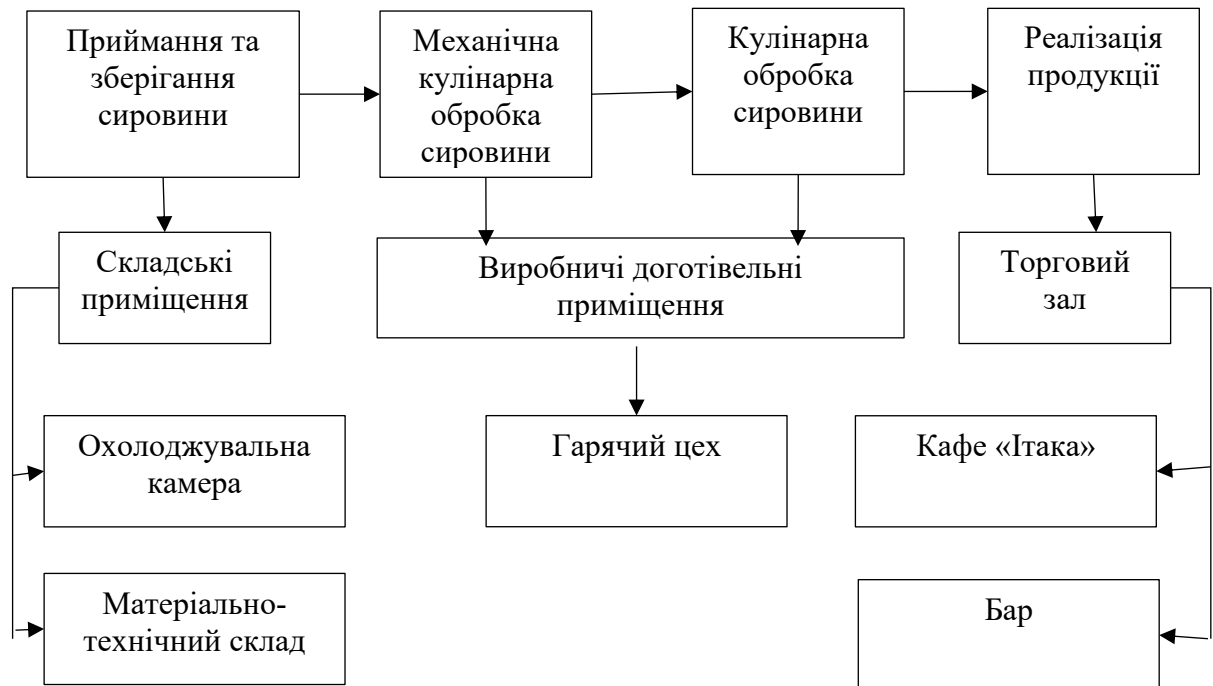 Приймання та
зберігання
сировини
Механічна
кулінарна
обробка
сировини
Кулінарна
обробка
сировини
Реалізація
продукції
Складські
приміщення
Виробничі доготівельні
приміщення
Торговий
зал
Охолоджувальна
камера
Гарячий цех
Кафе «Ітака»
Матеріально-
технічний склад
Бар